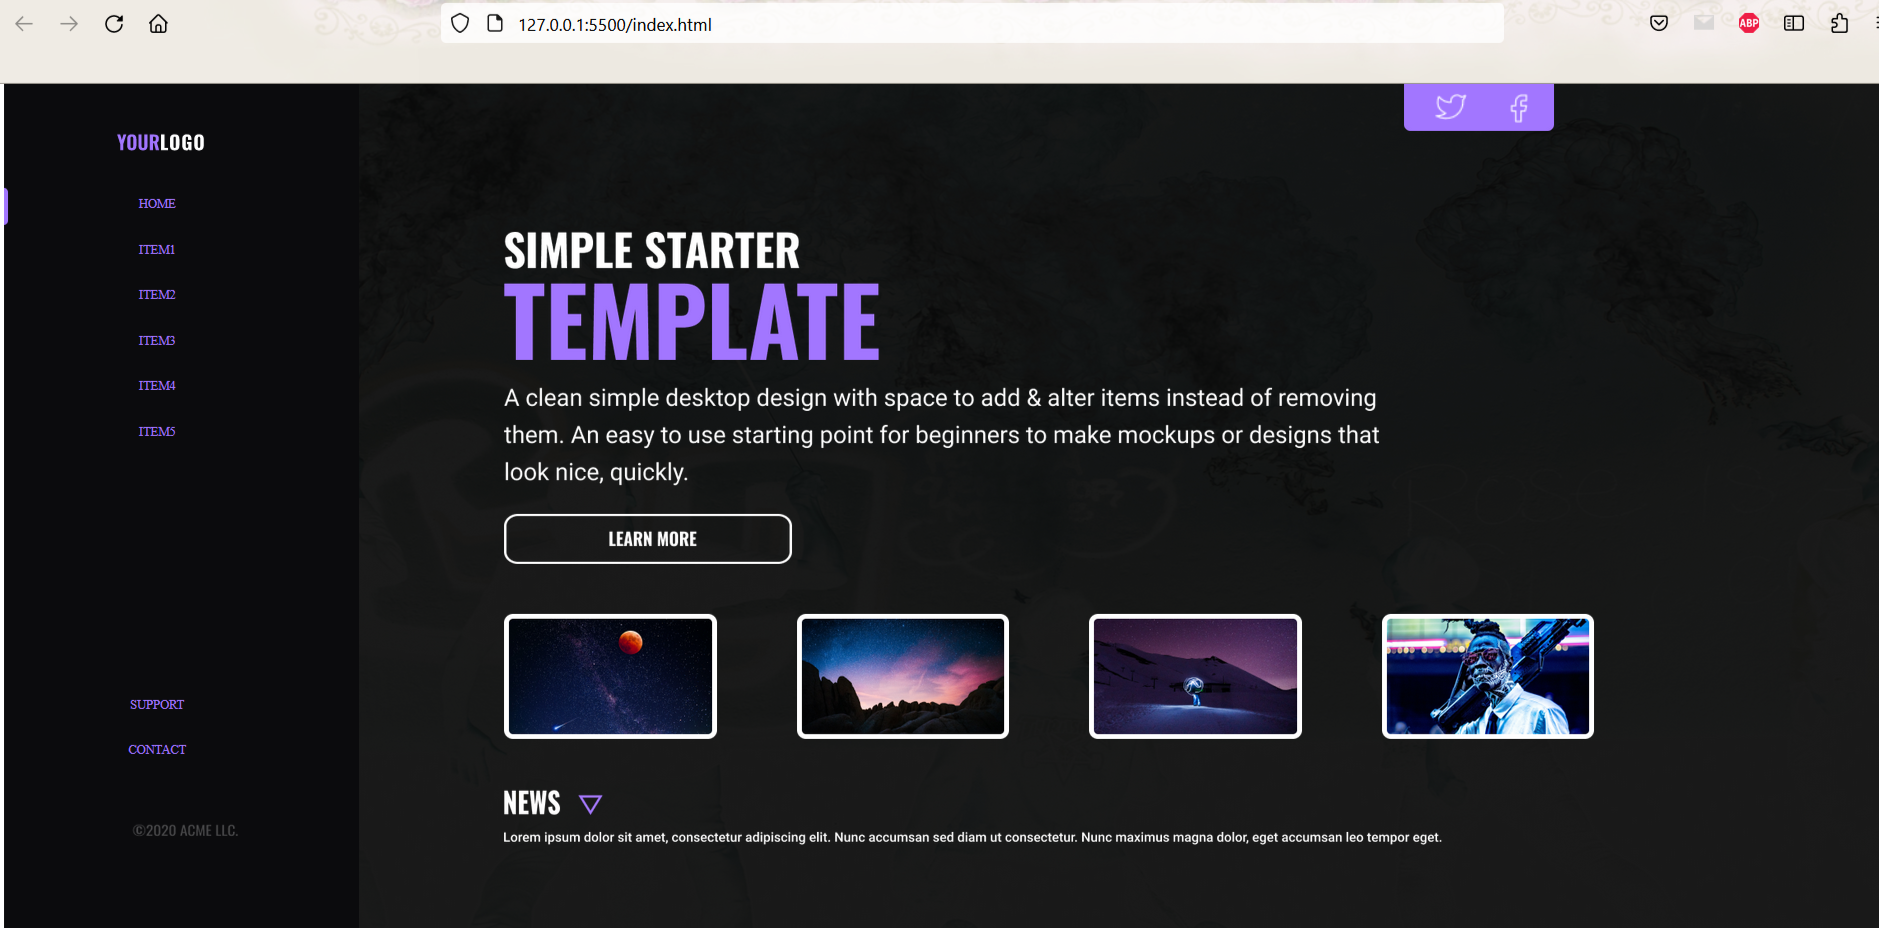 127.0.0.1:5500/index.html
ABP
YOURLOGO
HOME
ITEM1
ITEM2
ITEM3
ITEM4
ITEM5
SUPPORT
CONTACT
©2020 ACME LLC.
SIMPLE STARTER
TEMPLATE
A clean simple desktop design with space to add & alter items instead of removing
them. An easy to use starting point for beginners to make mockups or designs that
look nice, quickly.
LEARN MORE
NEWS
Lorem ipsum dolor sit amet, consectetur adipiscing elit. Nunc accumsan sed diam ut consectetur. Nunc maximus magna dolor, eget accumsan leo tempor eget.